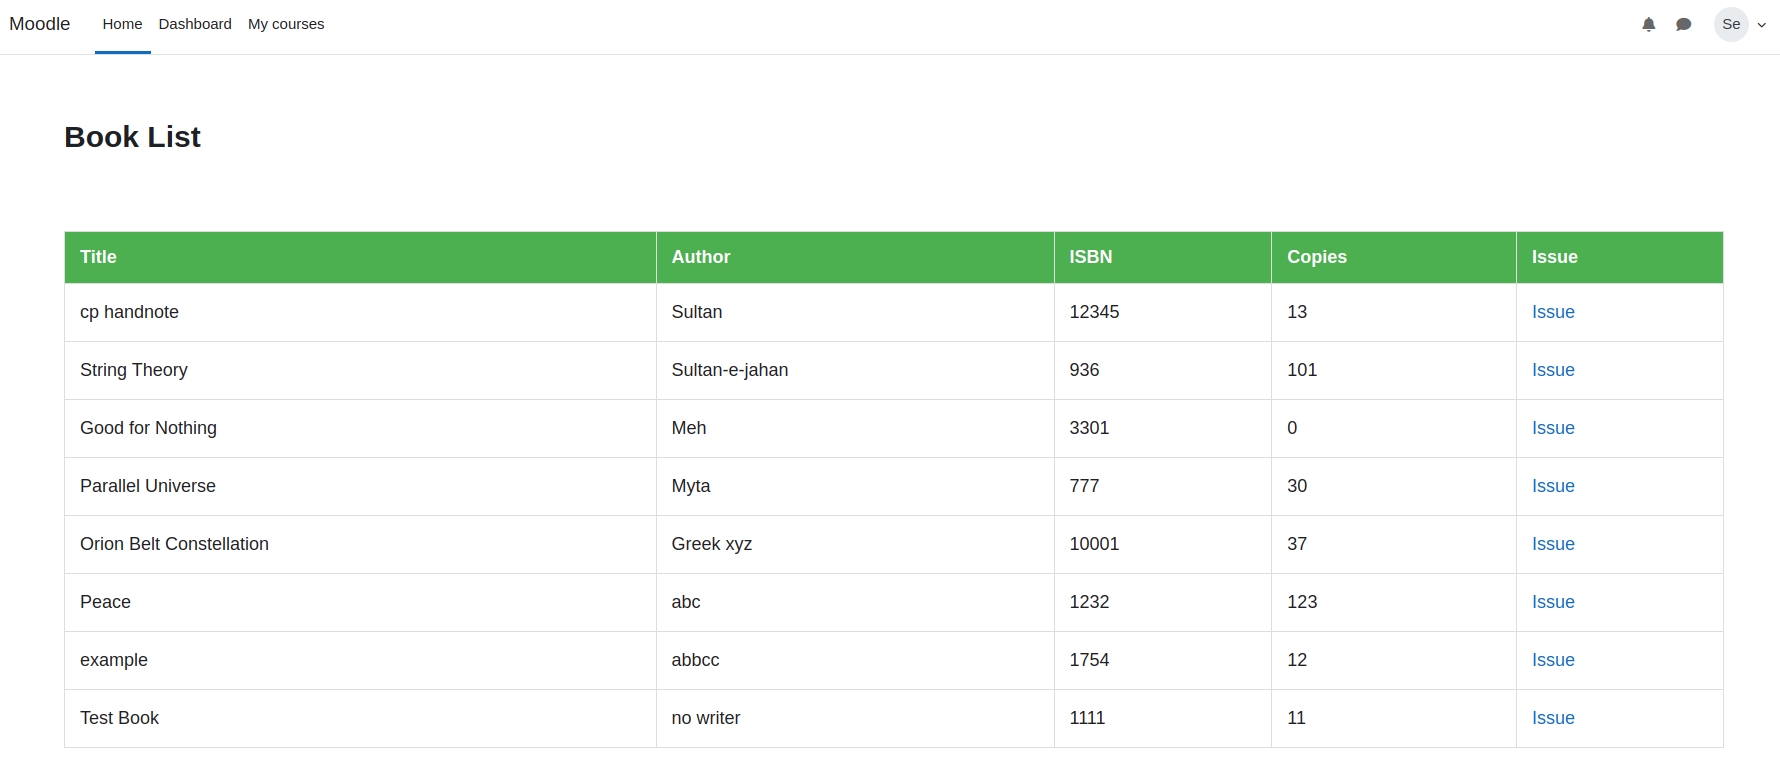 Moodle Home Dashboard My courses Se
Book List
Title Author ISBN Copies Issue
cp handnote Sultan 12345 13 Issue
String Theory Sultan-e-jahan 936 101 Issue
Good for Nothing Meh 3301 0 Issue
Parallel Universe Myta 777 30 Issue
Orion Belt Constellation Greek xyz 10001 37 Issue
Peace abc 1232 123 Issue
example abbcc 1754 12 Issue
Test Book no writer 1111 11 Issue